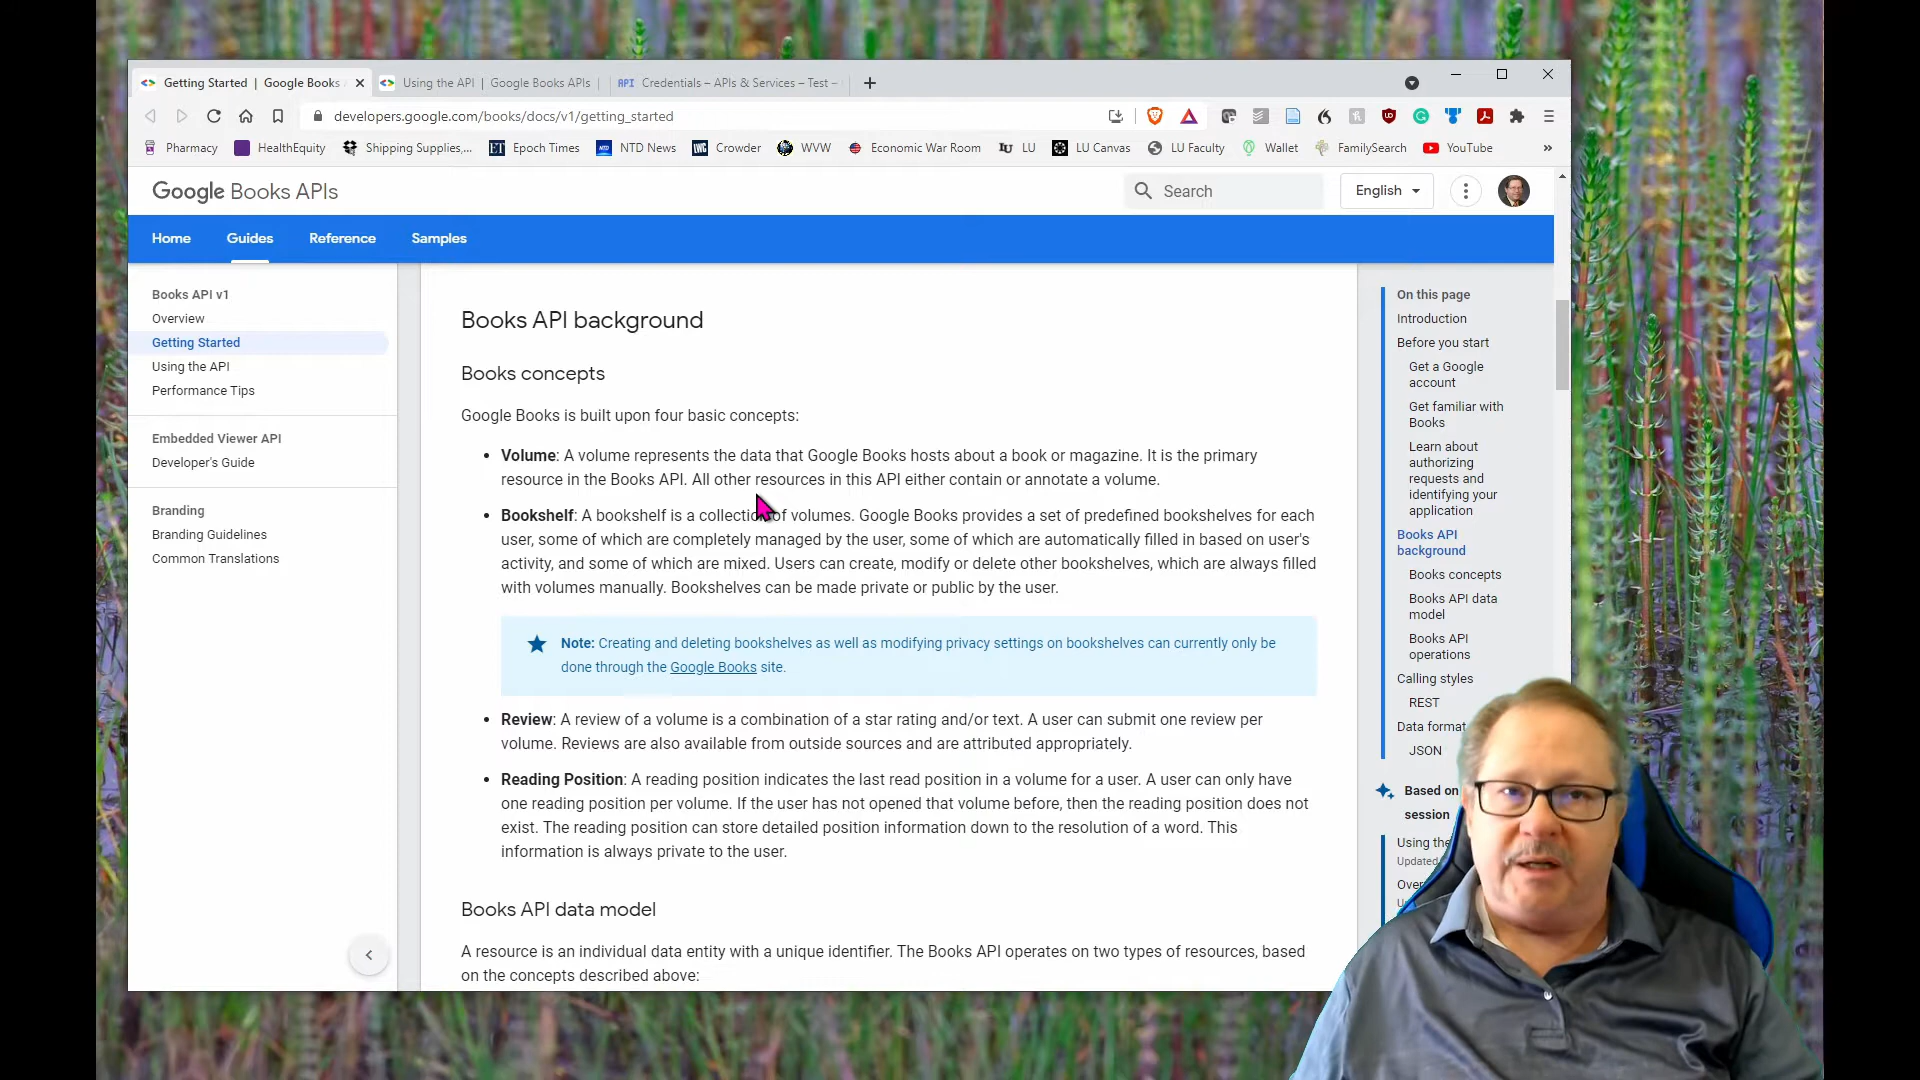 Getting Started | Google Books
Using the API | Google Books APIs
API Credentials – APIs & Services – Test –
developers.google.com/books/docs/v1/getting_started
Pharmacy HealthEquity Shipping Supplies,... ET Epoch Times NTD News LWC Crowder WVW Economic War Room LU LU Canvas LU Faculty Wallet FamilySearch YouTube »
Google Books APIs
Search
English
Home Guides Reference Samples
Books API v1
Overview
Getting Started
Using the API
Performance Tips
Embedded Viewer API
Developer's Guide
Branding
Branding Guidelines
Common Translations
Books API background
Books concepts
Google Books is built upon four basic concepts:
• Volume: A volume represents the data that Google Books hosts about a book or magazine. It is the primary
resource in the Books API. All other resources in this API either contain or annotate a volume.
• Bookshelf: A bookshelf is a collection of volumes. Google Books provides a set of predefined bookshelves for each
user, some of which are completely managed by the user, some of which are automatically filled in based on user's
activity, and some of which are mixed. Users can create, modify or delete other bookshelves, which are always filled
with volumes manually. Bookshelves can be made private or public by the user.
Note: Creating and deleting bookshelves as well as modifying privacy settings on bookshelves can currently only be
done through the Google Books site.
• Review: A review of a volume is a combination of a star rating and/or text. A user can submit one review per
volume. Reviews are also available from outside sources and are attributed appropriately.
• Reading Position: A reading position indicates the last read position in a volume for a user. A user can only have
one reading position per volume. If the user has not opened that volume before, then the reading position does not
exist. The reading position can store detailed position information down to the resolution of a word. This
information is always private to the user.
Books API data model
A resource is an individual data entity with a unique identifier. The Books API operates on two types of resources, based
on the concepts described above:
On this page
Introduction
Before you start
Get a Google
account
Get familiar with
Books
Learn about
authorizing
requests and
identifying your
application
Books API
background
Books concepts
Books API data
model
Books API
operations
Calling styles
REST
Data format
JSON
Based on
session
Using the
Updated